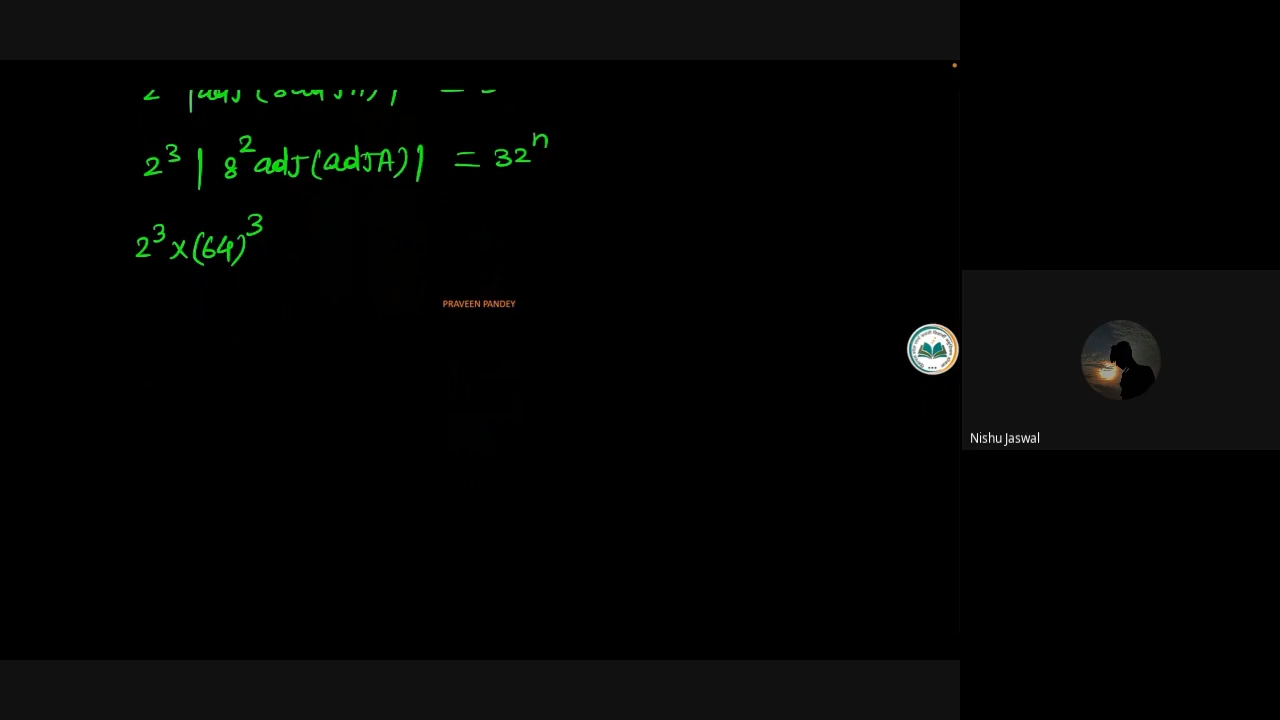 2³ | 8² adJ(adJA) | = 32ⁿ
2³ x (64)³
PRAVEEN PANDEY
Nishu Jaswal